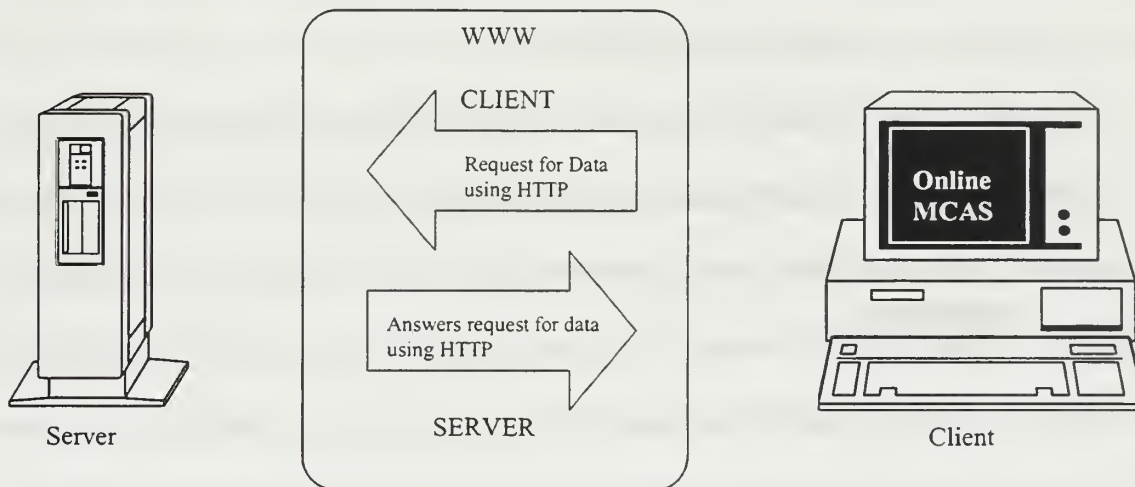 WWW
CLIENT
Request for Data
using HTTP
Online
MCAS
Answers request for data
using HTTP
SERVER
Server
Client